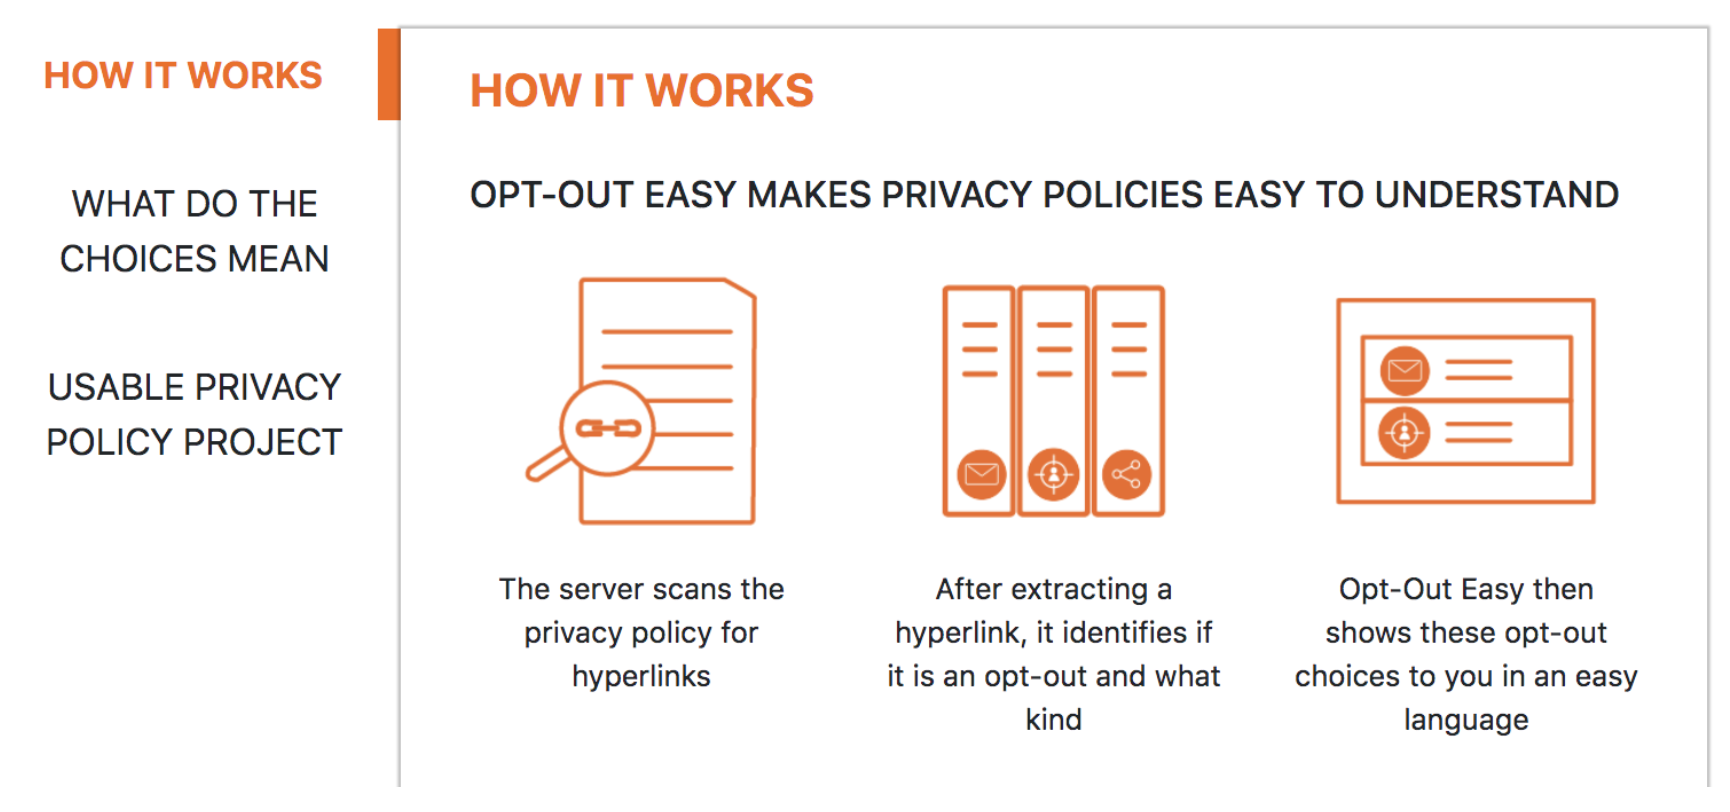 HOW IT WORKS
WHAT DO THE
CHOICES MEAN
USABLE PRIVACY
POLICY PROJECT
HOW IT WORKS
OPT-OUT EASY MAKES PRIVACY POLICIES EASY TO UNDERSTAND
The server scans the
privacy policy for
hyperlinks
After extracting a
hyperlink, it identifies if
it is an opt-out and what
kind
Opt-Out Easy then
shows these opt-out
choices to you in an easy
language